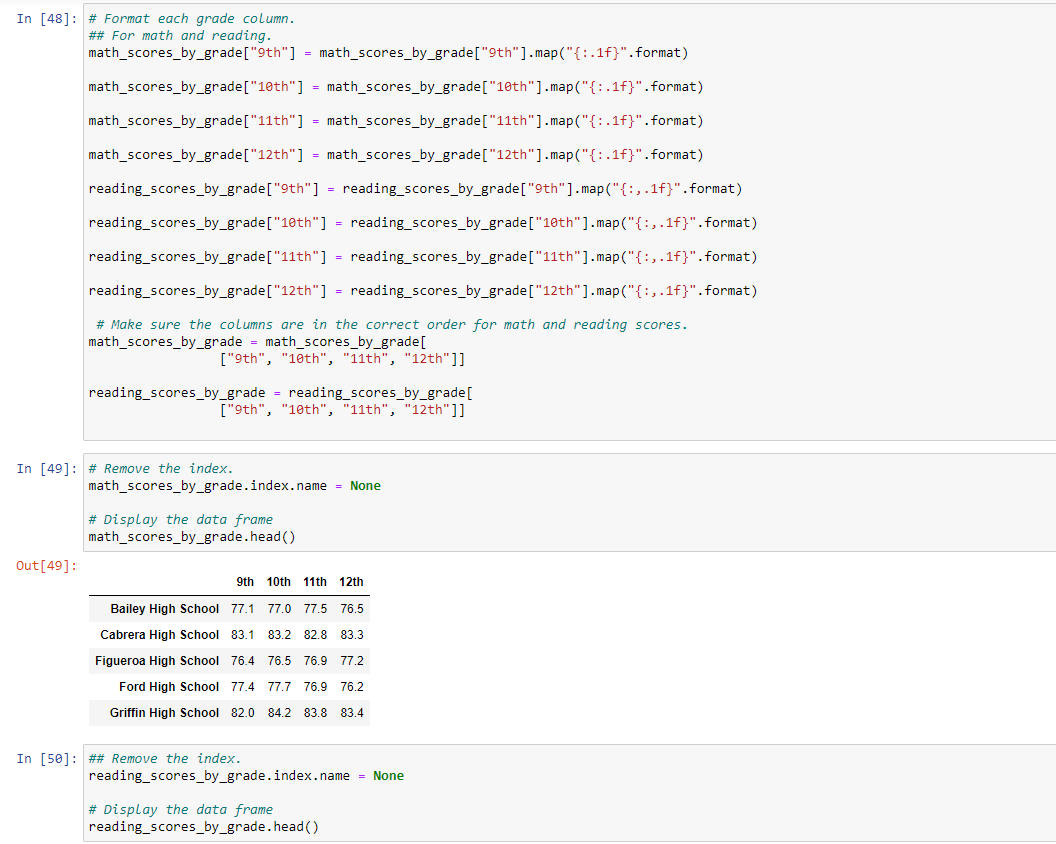 In [48]: # Format each grade column.
## For math and reading.
math_scores_by_grade["9th"] = math_scores_by_grade["9th"].map("{:.1f}".format)
math_scores_by_grade["10th"] = math_scores_by_grade["10th"].map("{:.1f}".format)
math_scores_by_grade["11th"] = math_scores_by_grade["11th"].map("{:.1f}".format)
math_scores_by_grade["12th"] = math_scores_by_grade["12th"].map("{:.1f}".format)
reading_scores_by_grade["9th"] = reading_scores_by_grade["9th"].map("{:,.1f}".format)
reading_scores_by_grade["10th"] = reading_scores_by_grade["10th"].map("{:,.1f}".format)
reading_scores_by_grade["11th"] = reading_scores_by_grade["11th"].map("{:,.1f}".format)
reading_scores_by_grade["12th"] = reading_scores_by_grade["12th"].map("{:,.1f}".format)
# Make sure the columns are in the correct order for math and reading scores.
math_scores_by_grade = math_scores_by_grade[
["9th", "10th", "11th", "12th"]]
reading_scores_by_grade = reading_scores_by_grade[
["9th", "10th", "11th", "12th"]]
In [49]: # Remove the index.
math_scores_by_grade.index.name = None
# Display the data frame
math_scores_by_grade.head()
Out[49]:
9th 10th 11th 12th
Bailey High School 77.1 77.0 77.5 76.5
Cabrera High School 83.1 83.2 82.8 83.3
Figueroa High School 76.4 76.5 76.9 77.2
Ford High School 77.4 77.7 76.9 76.2
Griffin High School 82.0 84.2 83.8 83.4
In [50]: ## Remove the index.
reading_scores_by_grade.index.name = None
# Display the data frame
reading_scores_by_grade.head()